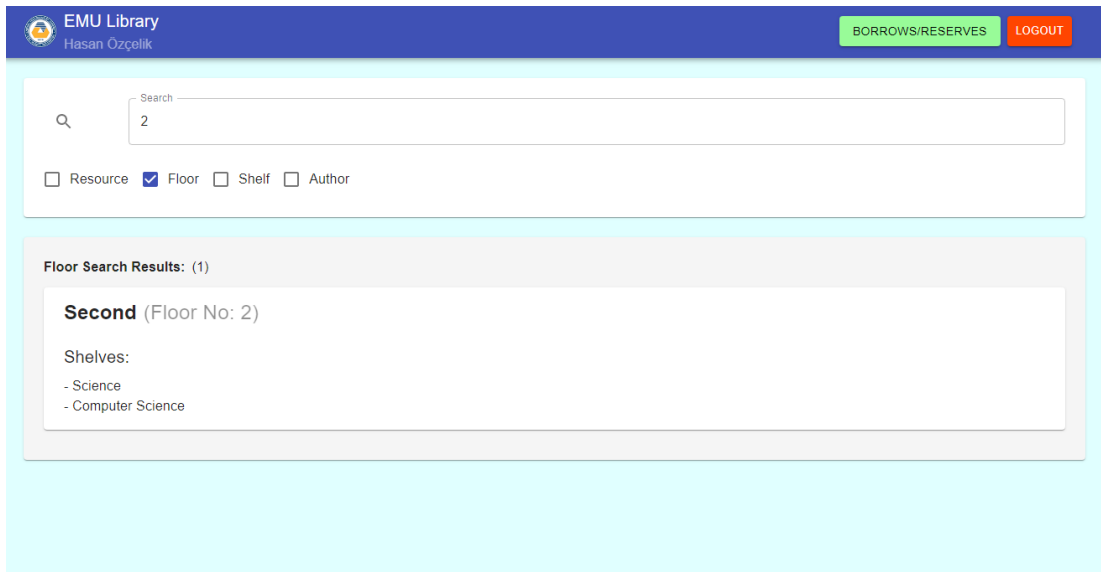 EMU Library
Hasan Özçelik
BORROWS/RESERVES
LOGOUT
Search
2
Resource Floor Shelf Author
Floor Search Results: (1)
Second (Floor No: 2)
Shelves:
- Science
- Computer Science